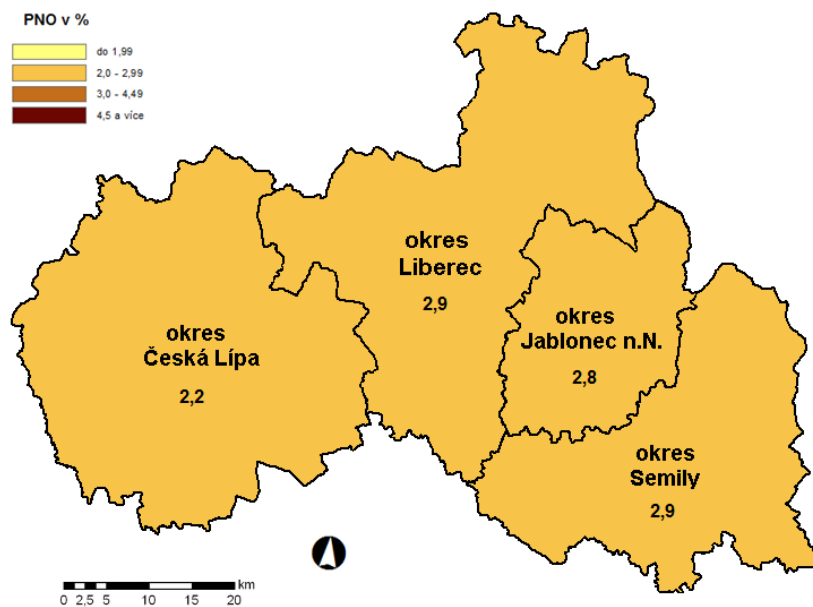 PNO v %
do 1,99
2,0 - 2,99
3,0 - 4,49
4,5 a více
okres
Liberec
2,9
okres
Česká Lípa
2,2
okres
Jablonec n.N.
2,8
okres
Semily
2,9
km
0 2,5 5 10 15 20